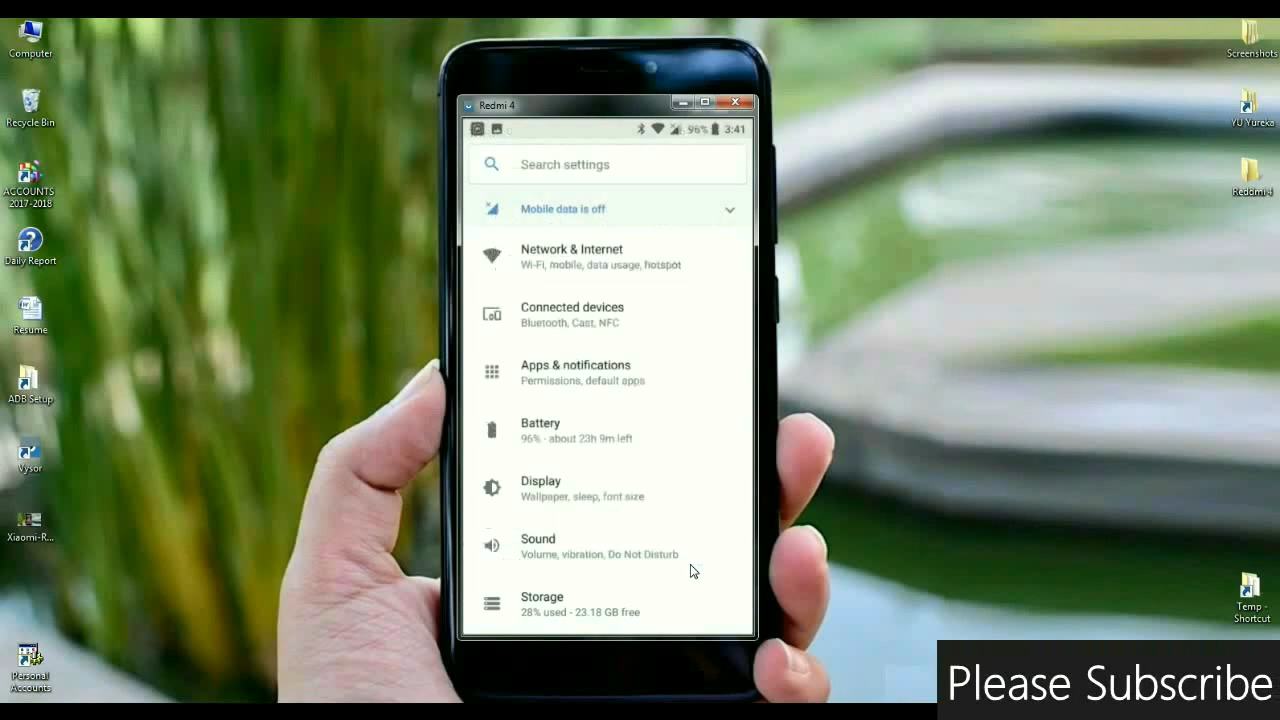 Computer
Recycle Bin
ACCOUNTS
2017-2018
Daily Report
Resume
ADB Setup
Vysor
Xiaomi-R...
Personal
Accounts
Redmi 4
96%
3:41
Search settings
Mobile data is off
Network & Internet
Wi-Fi, mobile, data usage, hotspot
Connected devices
Bluetooth, Cast, NFC
Apps & notifications
Permissions, default apps
Battery
96% - about 23h 9m left
Display
Wallpaper, sleep, font size
Sound
Volume, vibration, Do Not Disturb
Storage
28% used - 23.18 GB free
Screenshots
YU Yureka
Reddmi 4
Temp -
Shortcut
Please Subscribe